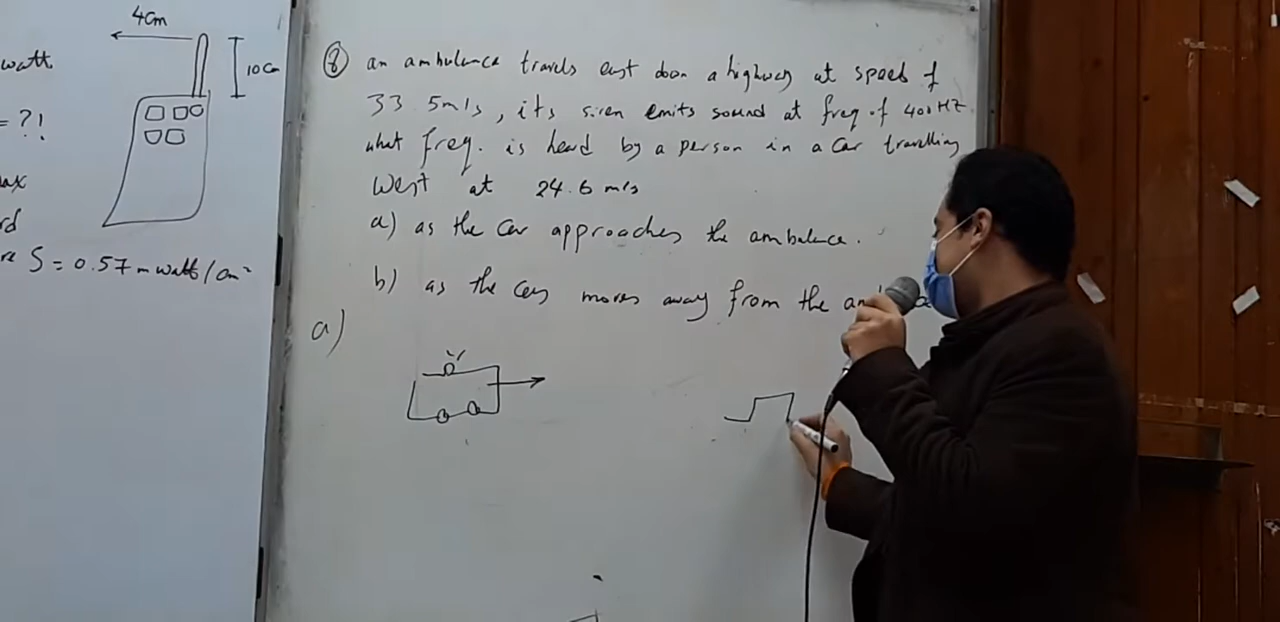 4cm
watt
10cm
= ?!
S = 0.57 mwatt/cm²
⑧ an ambulance travels east down a highway at speed of
33.5m/s, its siren emits sound at freq. of 400 HZ
what freq. is heard by a person in a car travelling
west at 24.6 m/s
a) as the car approaches the ambulance.
b) as the car moves away from the
a)